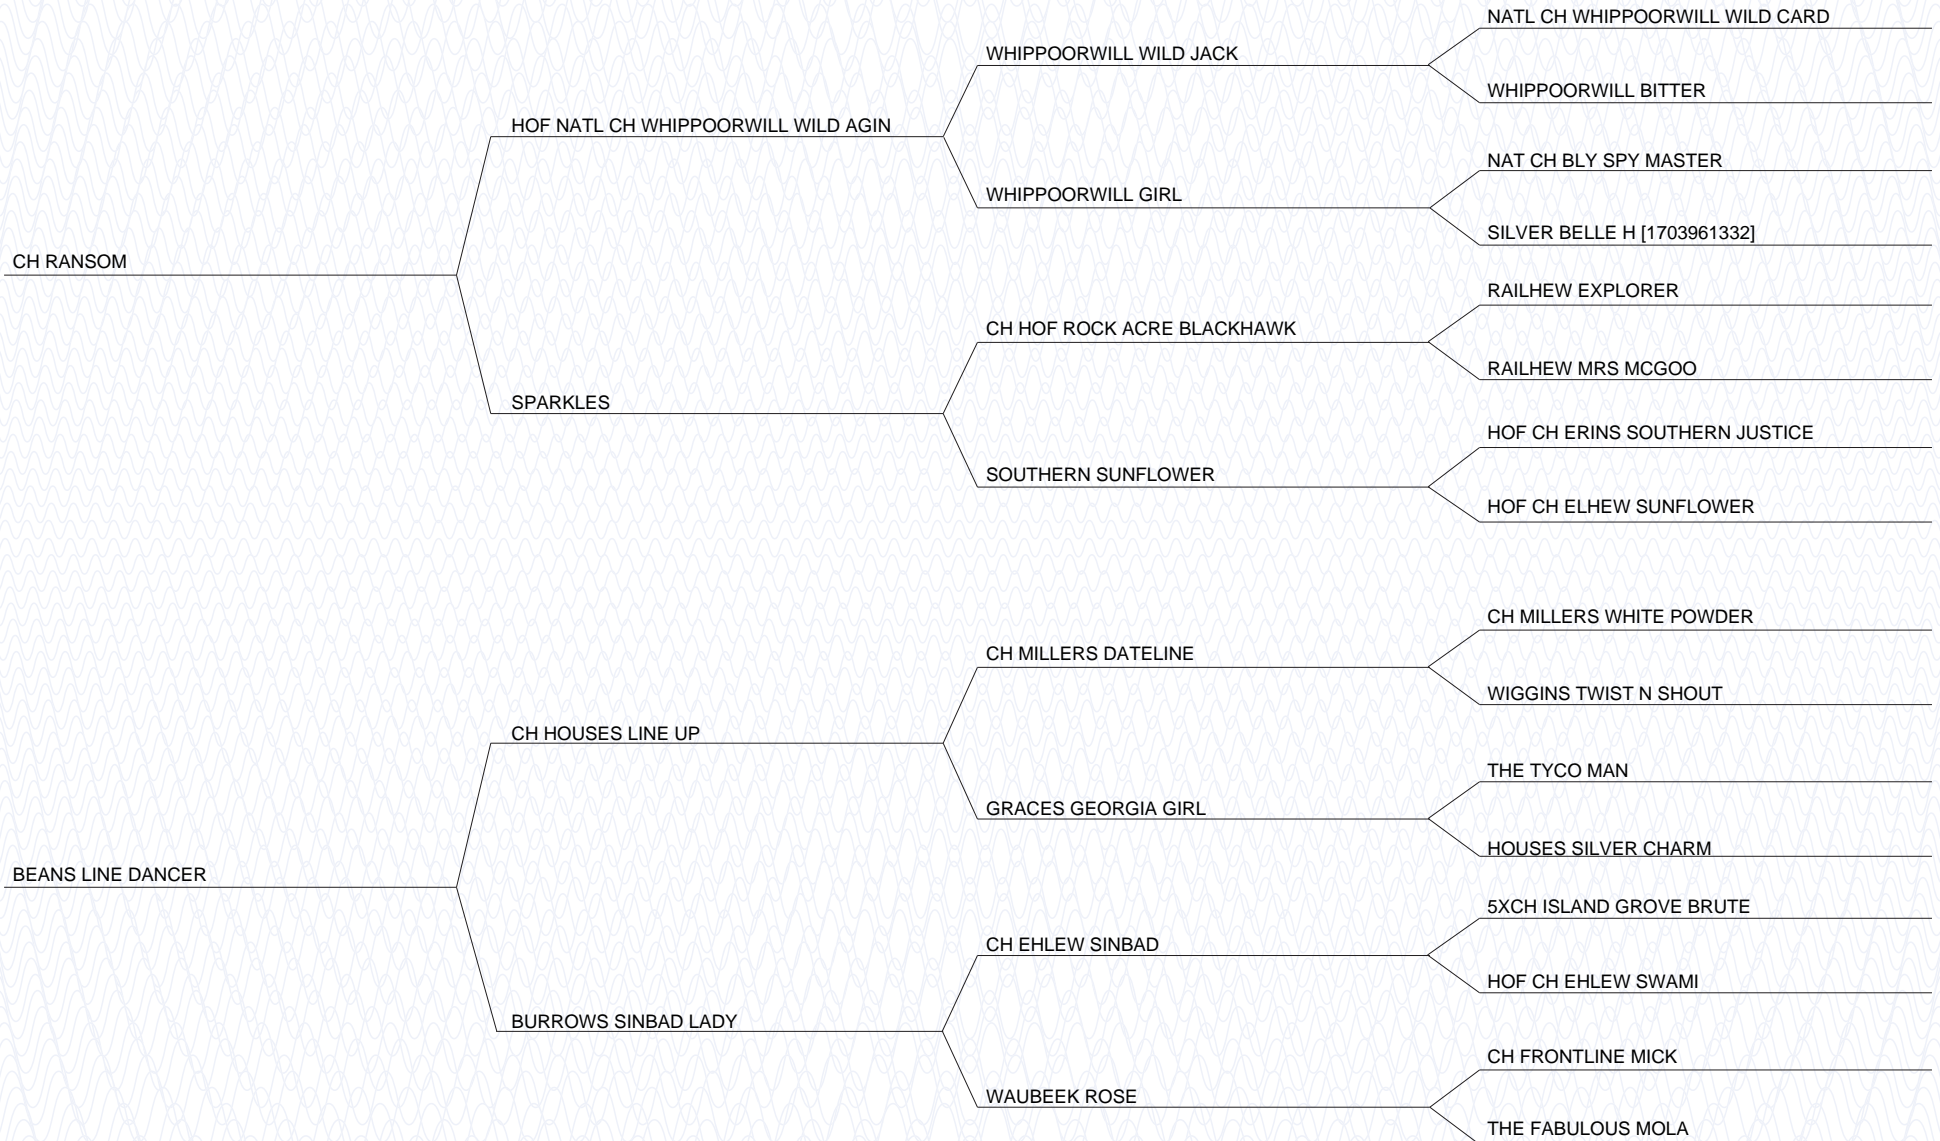 NATL CH WHIPPOORWILL WILD CARD
WHIPPOORWILL WILD JACK
WHIPPOORWILL BITTER
HOF NATL CH WHIPPOORWILL WILD AGIN
NAT CH BLY SPY MASTER
WHIPPOORWILL GIRL
SILVER BELLE H [1703961332]
CH RANSOM
RAILHEW EXPLORER
CH HOF ROCK ACRE BLACKHAWK
RAILHEW MRS MCGOO
SPARKLES
HOF CH ERINS SOUTHERN JUSTICE
SOUTHERN SUNFLOWER
HOF CH ELHEW SUNFLOWER
CH MILLERS WHITE POWDER
CH MILLERS DATELINE
WIGGINS TWIST N SHOUT
CH HOUSES LINE UP
THE TYCO MAN
GRACES GEORGIA GIRL
HOUSES SILVER CHARM
BEANS LINE DANCER
5XCH ISLAND GROVE BRUTE
CH EHLEW SINBAD
HOF CH EHLEW SWAMI
BURROWS SINBAD LADY
CH FRONTLINE MICK
WAUBEEK ROSE
THE FABULOUS MOLA